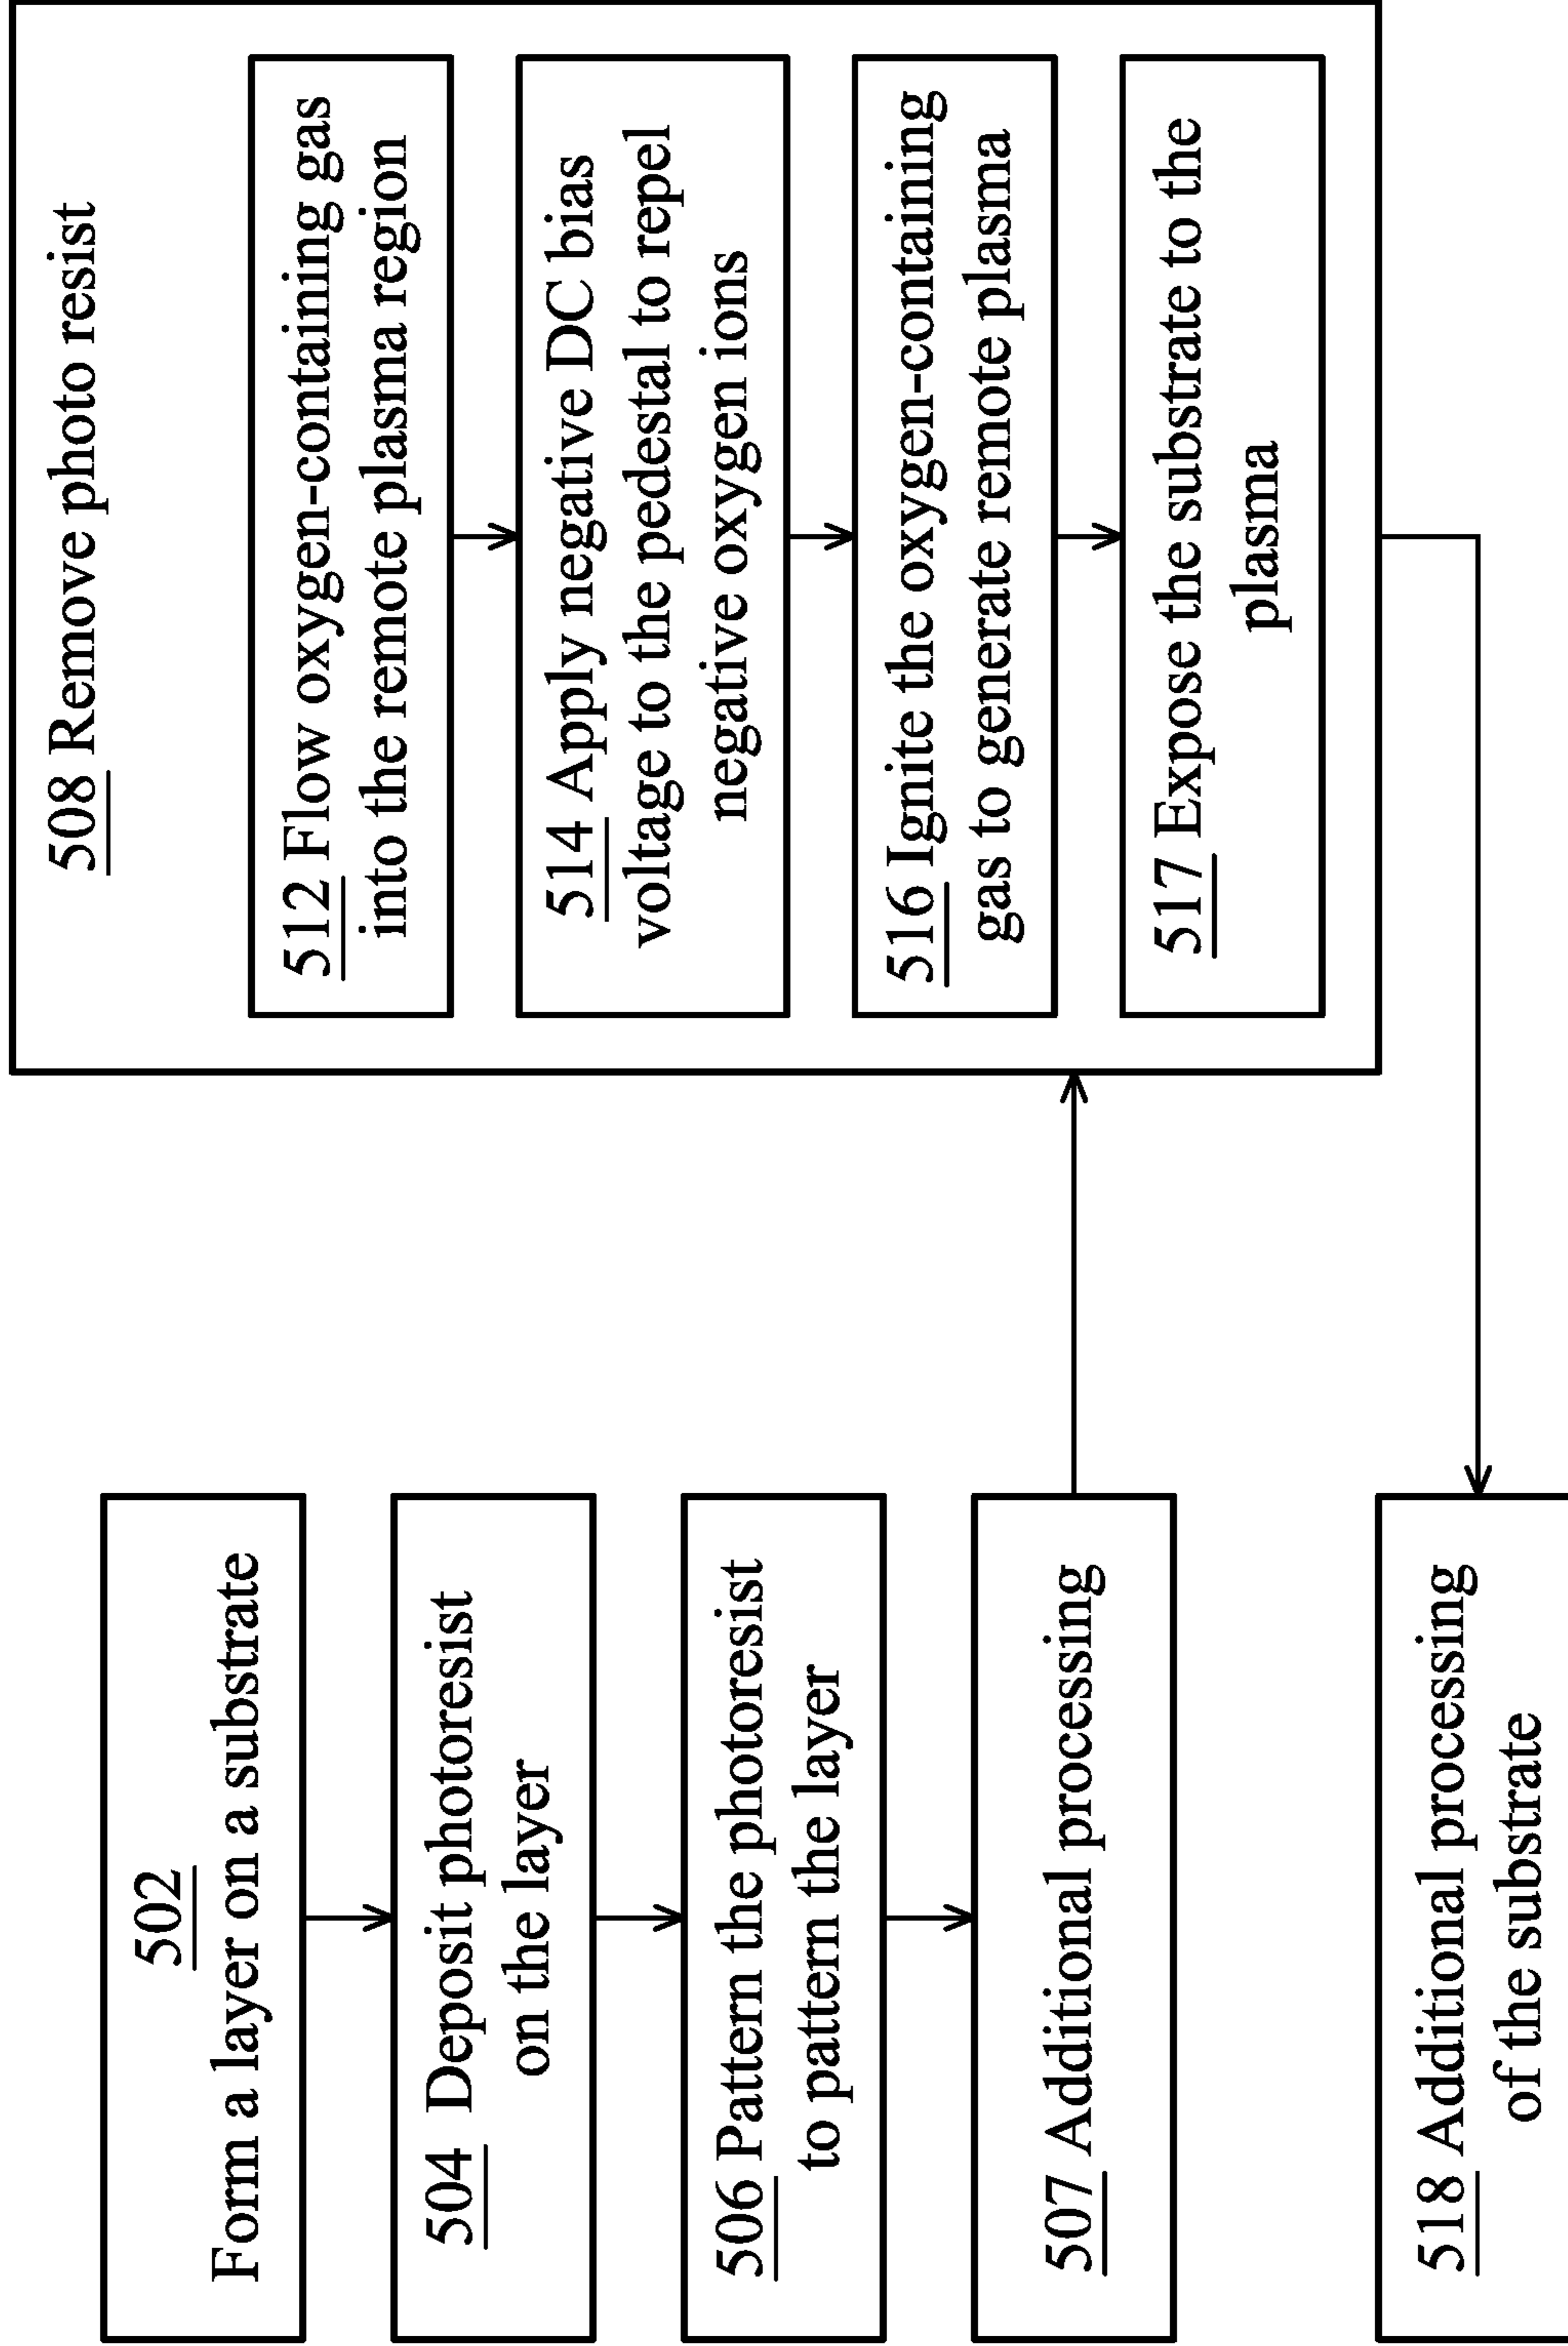 502
Form a layer on a substrate
504 Deposit photoresist
on the layer
506 Pattern the photoresist
to pattern the layer
507 Additional processing
508 Remove photo resist
512 Flow oxygen-containing gas
into the remote plasma region
514 Apply negative DC bias
voltage to the pedestal to repel
negative oxygen ions
516 Ignite the oxygen-containing
gas to generate remote plasma
517 Expose the substrate to the
plasma
518 Additional processing
of the substrate